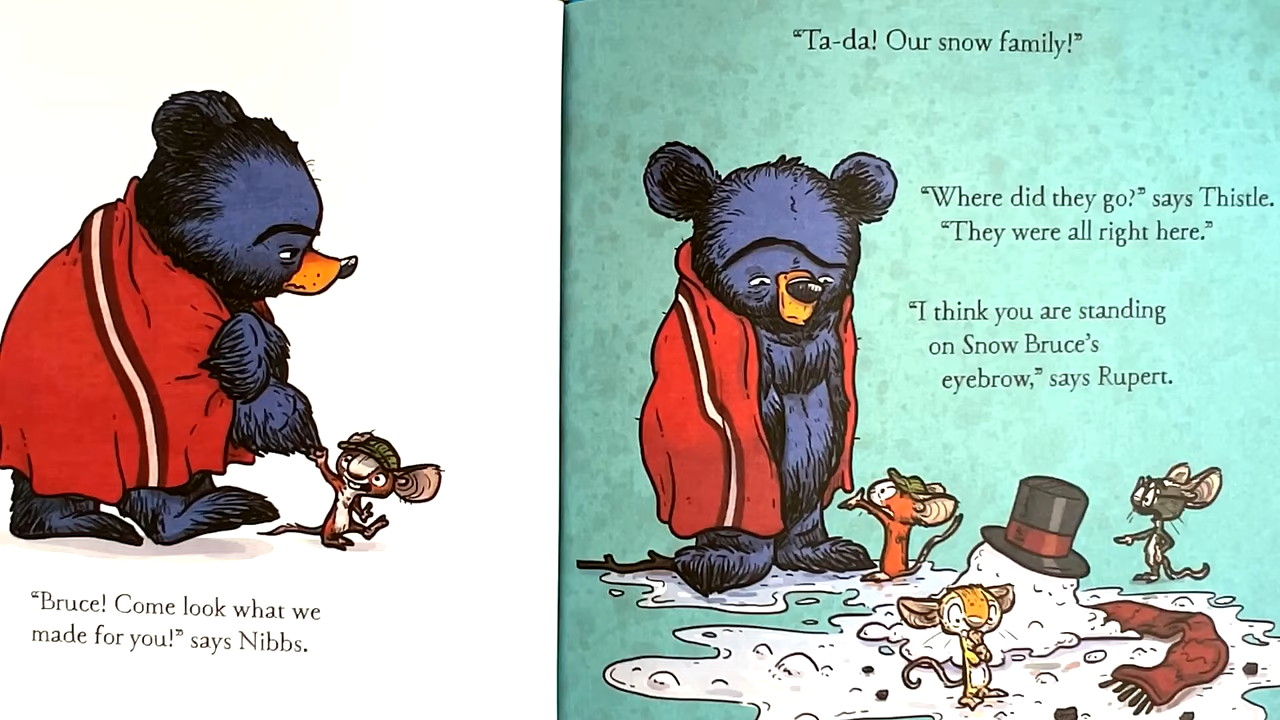 “Bruce! Come look what we
made for you!” says Nibbs.
“Ta-da! Our snow family!”
“Where did they go?” says Thistle.
“They were all right here.”
“I think you are standing
on Snow Bruce’s
eyebrow,” says Rupert.